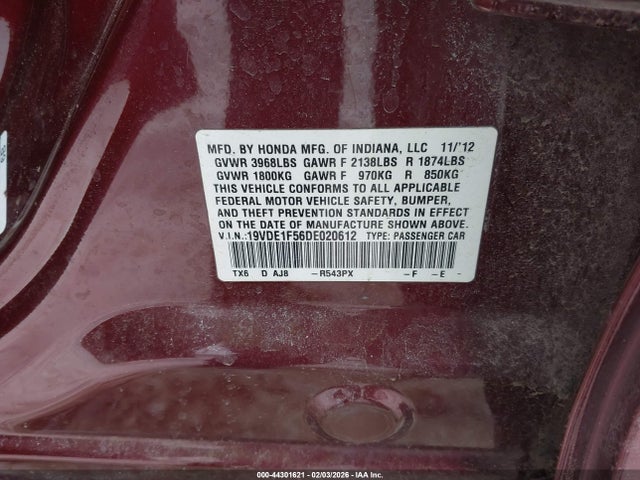 MFD. BY HONDA MFG. OF INDIANA, LLC 11/'12
GVWR 3968LBS GAWR F 2138LBS R 1874LBS
GVWR 1800KG GAWR F 970KG R 850KG
THIS VEHICLE CONFORMS TO ALL APPLICABLE
FEDERAL MOTOR VEHICLE SAFETY, BUMPER,
AND THEFT PREVENTION STANDARDS IN EFFECT
ON THE DATE OF MANUFACTURE SHOWN ABOVE.
V.I.N.:19VDE1F56DE020612 TYPE: PASSENGER CAR
TX6 D AJ8 -R543PX -F -E-
000-44301621 - 02/03/2026 - IAA Inc.